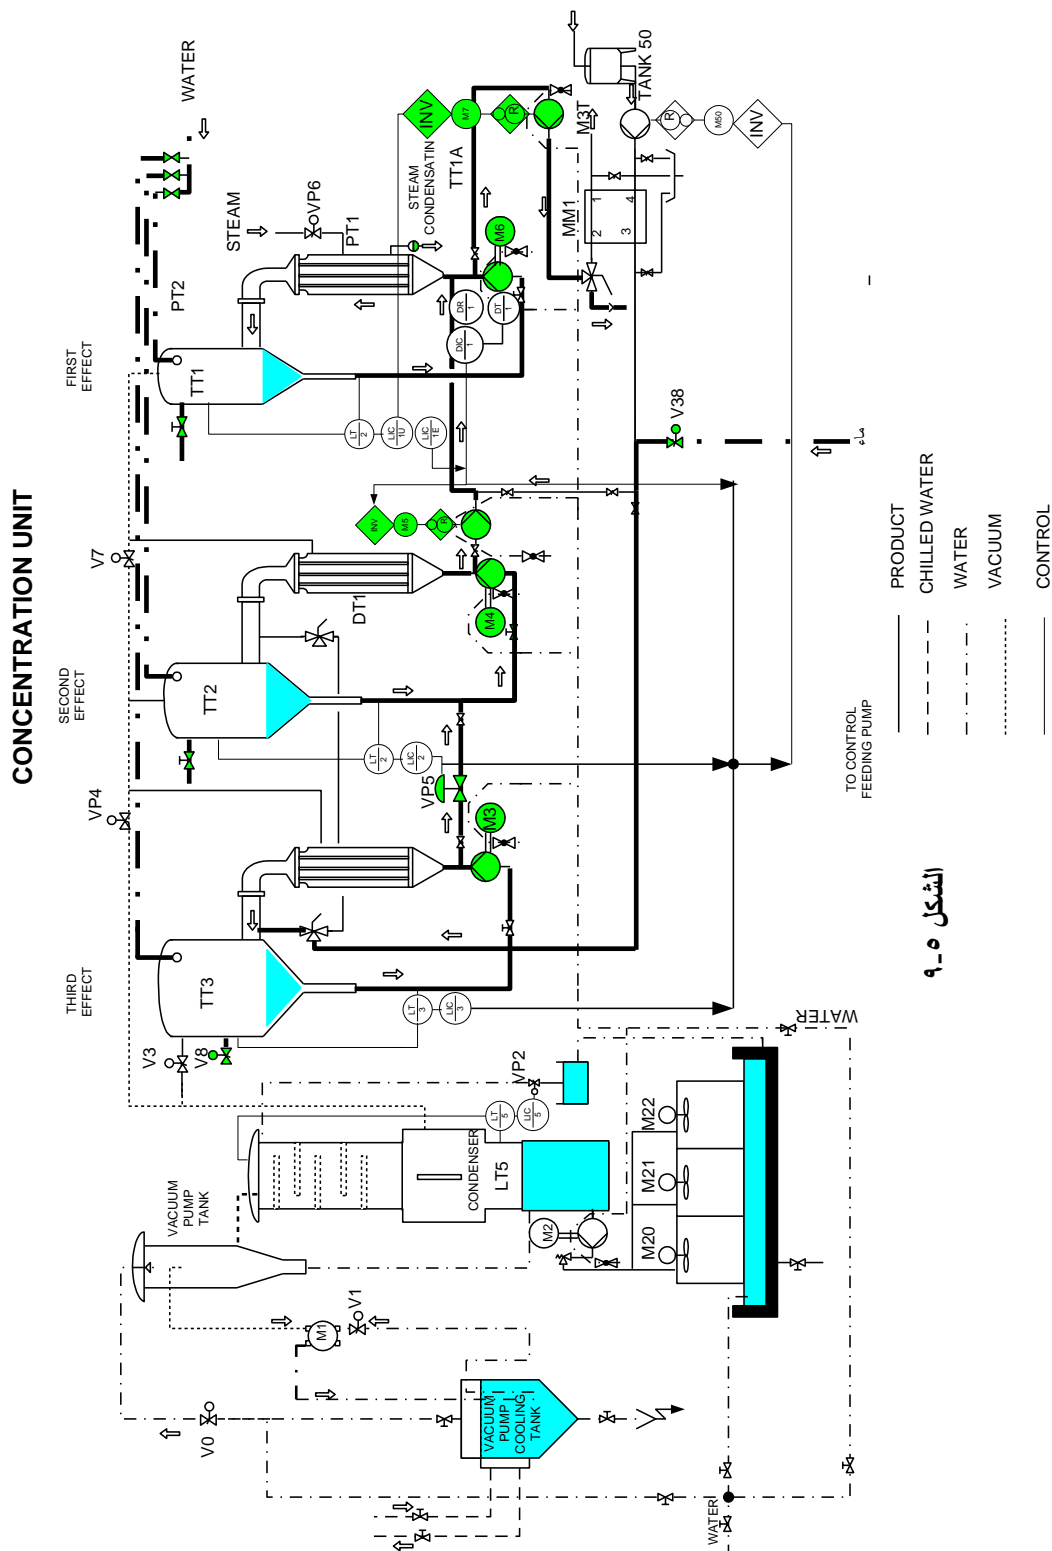 CONCENTRATION UNIT
THIRD
EFFECT
SECOND
EFFECT
FIRST
EFFECT
WATER
VP4
V7
PT2
STEAM
VP6
PT1
TT3
TT2
TT1
V3
V8
DT1
STEAM
CONDENSATIN
INV
M7
R
TT1A
M3T
TANK 50
R
M50
INV
M6
DR
1
DT
1
DIC
1
MM1
1
2
3
4
LT
2
LIC
1U
LIC
1E
INV
M5
R
M4
LT
2
LIC
2
VP5
M3
LT
3
LIC
3
V38
ماء
VACUUM
PUMP
TANK
CONDENSER
LT5
LT
5
LIC
5
VP2
M2
M20
M21
M22
WATER
M1
V1
V0
VACUUM
PUMP
COOLING
TANK
WATER
TO CONTROL
FEEDING PUMP
PRODUCT
CHILLED WATER
WATER
VACUUM
CONTROL
الشكل ٥-٩